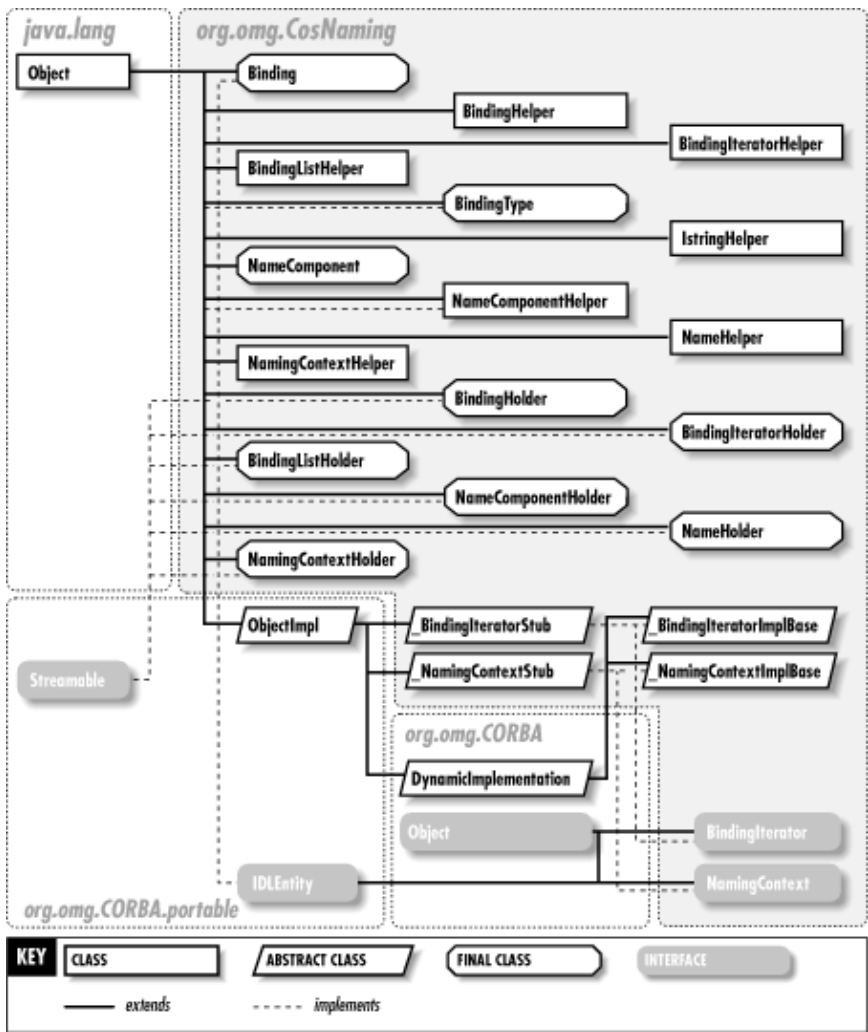 java.lang
org.omg.CosNaming
Object
Binding
BindingHelper
BindingIteratorHelper
BindingListHelper
BindingType
IstringHelper
NameComponent
NameComponentHelper
NameHelper
NamingContextHelper
BindingHolder
BindingIteratorHolder
BindingListHolder
NameComponentHolder
NameHolder
NamingContextHolder
ObjectImpl
_BindingIteratorStub
_BindingIteratorImplBase
Streamable
_NamingContextStub
_NamingContextImplBase
org.omg.CORBA
DynamicImplementation
Object
BindingIterator
IDLEntity
NamingContext
org.omg.CORBA.portable
KEY
CLASS
ABSTRACT CLASS
FINAL CLASS
INTERFACE
extends
implements